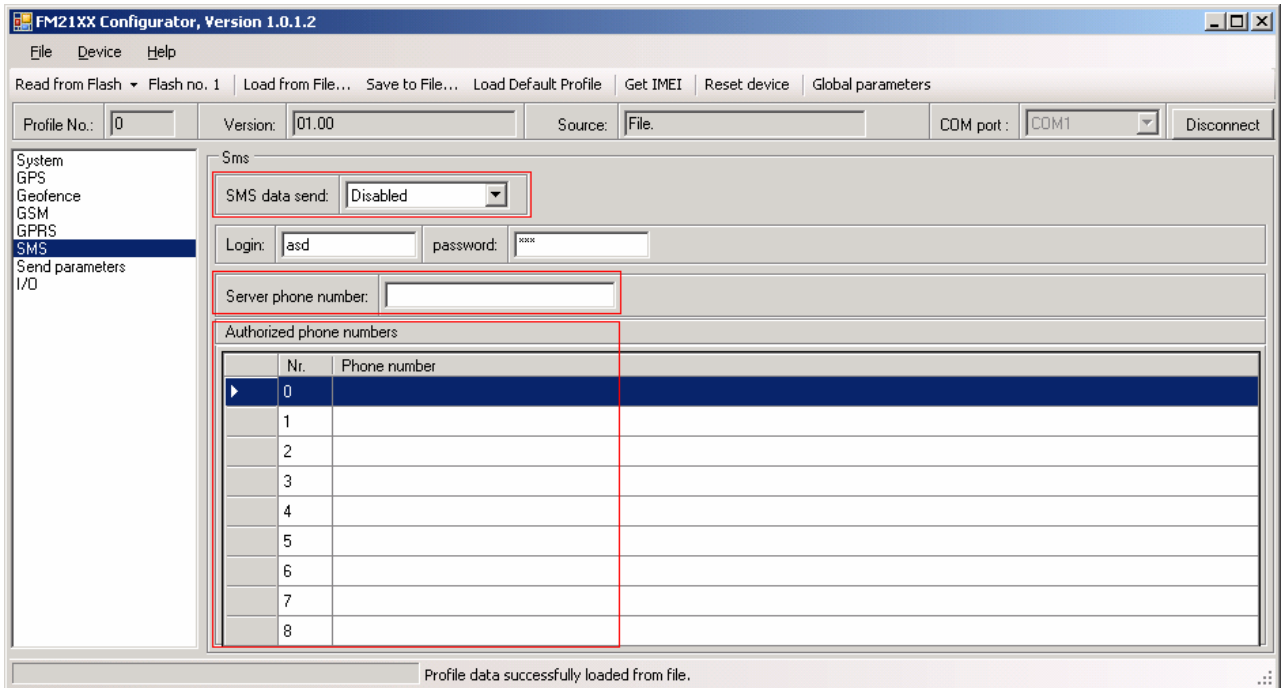 FM21XX Configurator, Version 1.0.1.2
File Device Help
Read from Flash Flash no. 1 Load from File... Save to File... Load Default Profile Get IMEI Reset device Global parameters
Profile No.: 0 Version: 01.00 Source: File. COM port : COM1 Disconnect
System
GPS
Geofence
GSM
GPRS
SMS
Send parameters
I/O
Sms
SMS data send: Disabled
Login: asd password: ***
Server phone number:
Authorized phone numbers
Nr. Phone number
0
1
2
3
4
5
6
7
8
Profile data successfully loaded from file.